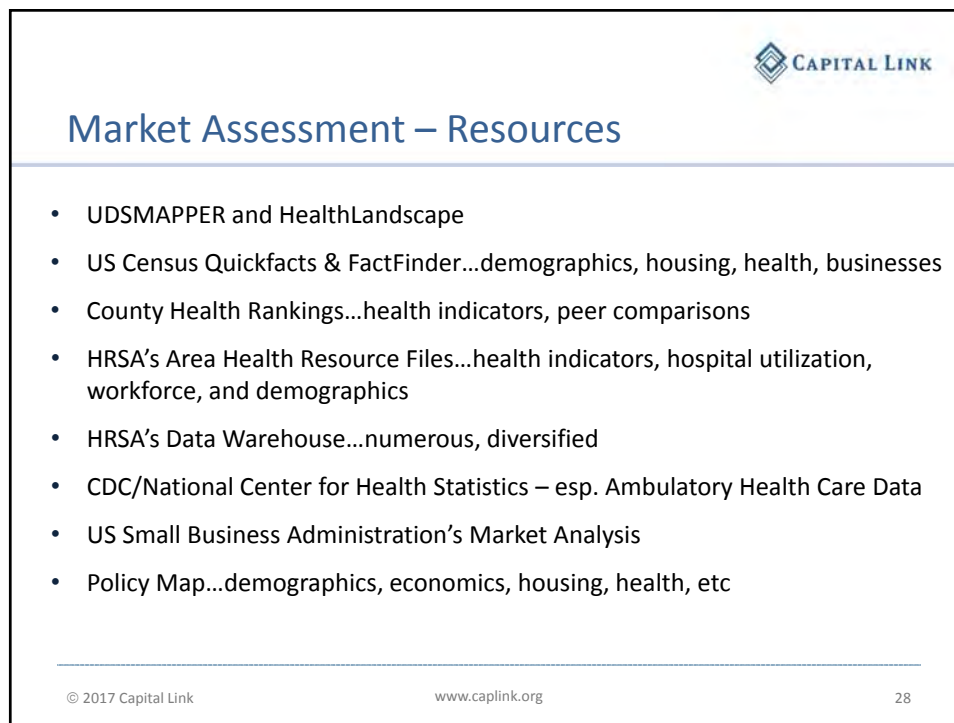 CAPITAL LINK
Market Assessment – Resources
• UDSMAPPER and HealthLandscape
• US Census Quickfacts & FactFinder...demographics, housing, health, businesses
• County Health Rankings...health indicators, peer comparisons
• HRSA's Area Health Resource Files...health indicators, hospital utilization,
workforce, and demographics
• HRSA's Data Warehouse...numerous, diversified
• CDC/National Center for Health Statistics – esp. Ambulatory Health Care Data
• US Small Business Administration's Market Analysis
• Policy Map...demographics, economics, housing, health, etc
© 2017 Capital Link www.caplink.org 28